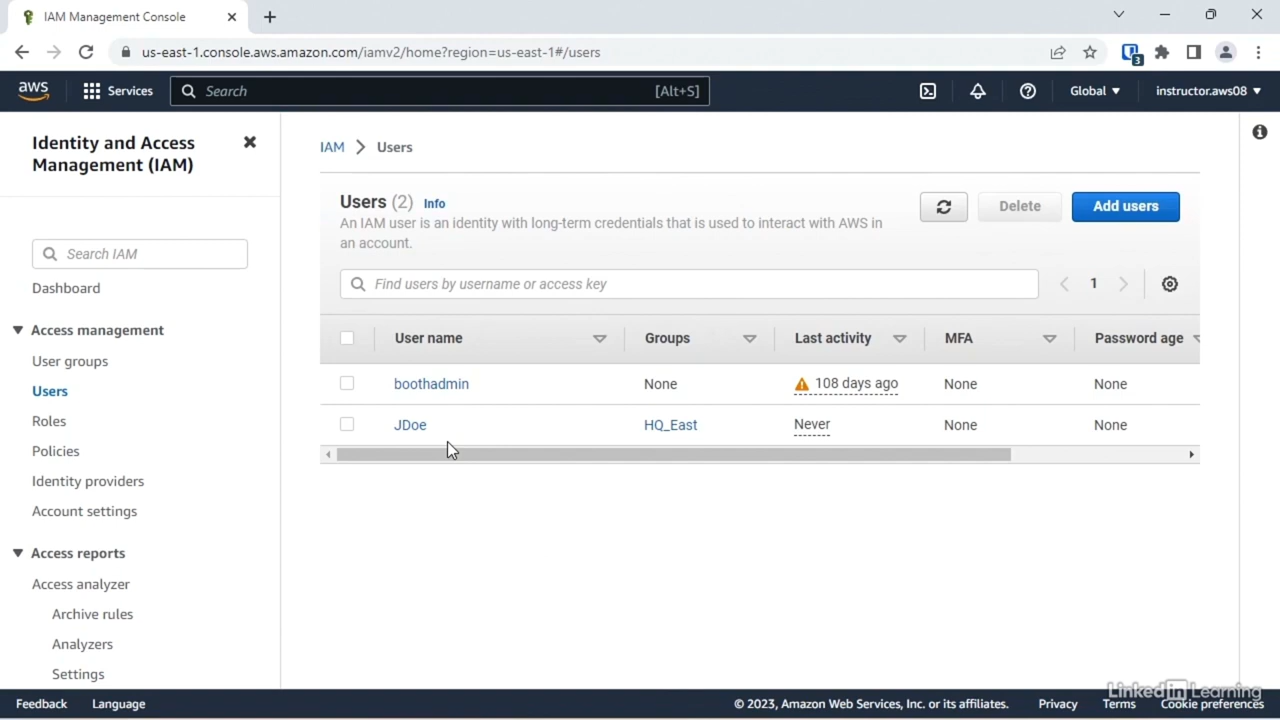 IAM Management Console
us-east-1.console.aws.amazon.com/iamv2/home?region=us-east-1#/users
3
aws
Services
Search
[Alt+S]
Global
instructor.aws08
Identity and Access
Management (IAM)
Search IAM
Dashboard
Access management
User groups
Users
Roles
Policies
Identity providers
Account settings
Access reports
Access analyzer
Archive rules
Analyzers
Settings
IAM > Users
Users (2) Info
An IAM user is an identity with long-term credentials that is used to interact with AWS in
an account.
Delete
Add users
Find users by username or access key
1
User name Groups Last activity MFA Password age
boothadmin None 108 days ago None None
JDoe HQ_East Never None None
Feedback Language © 2023, Amazon Web Services, Inc. or its affiliates. Privacy Terms Cookie preferences
LinkedIn Learning